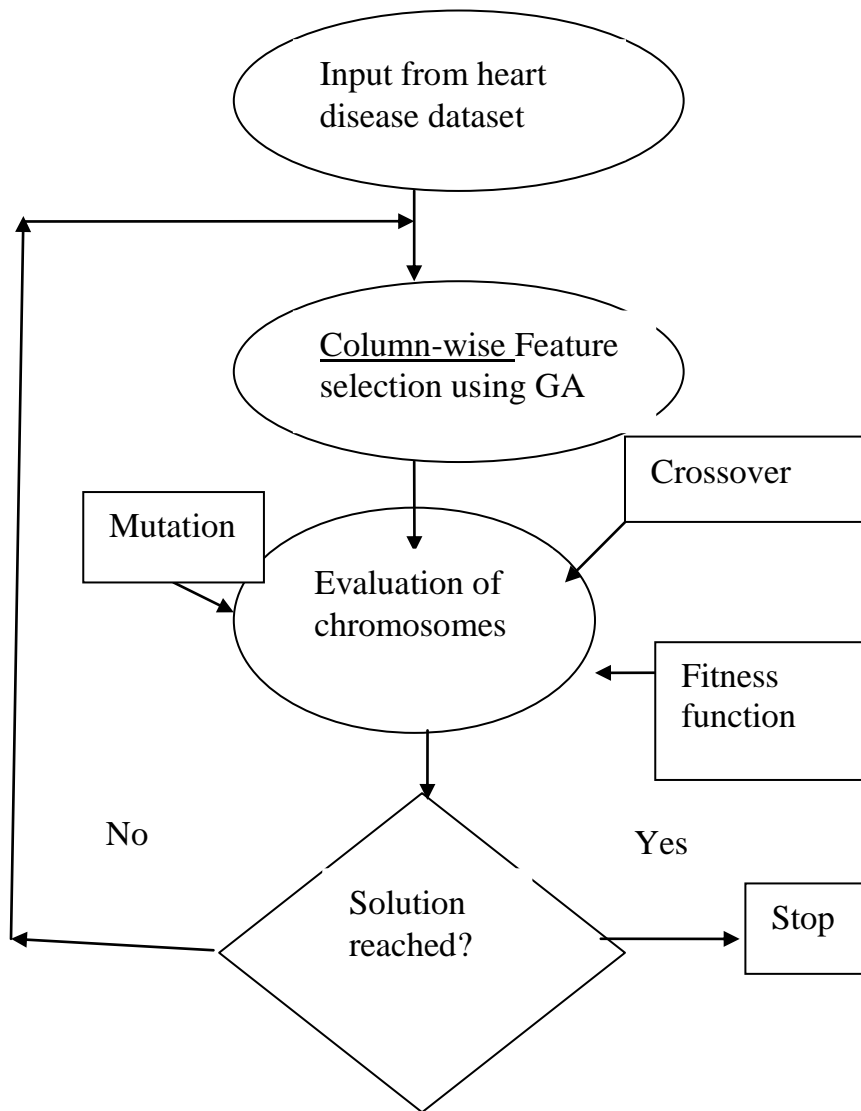 Input from heart
disease dataset
Column-wise Feature
selection using GA
Crossover
Mutation
Evaluation of
chromosomes
Fitness
function
No
Yes
Solution
reached?
Stop